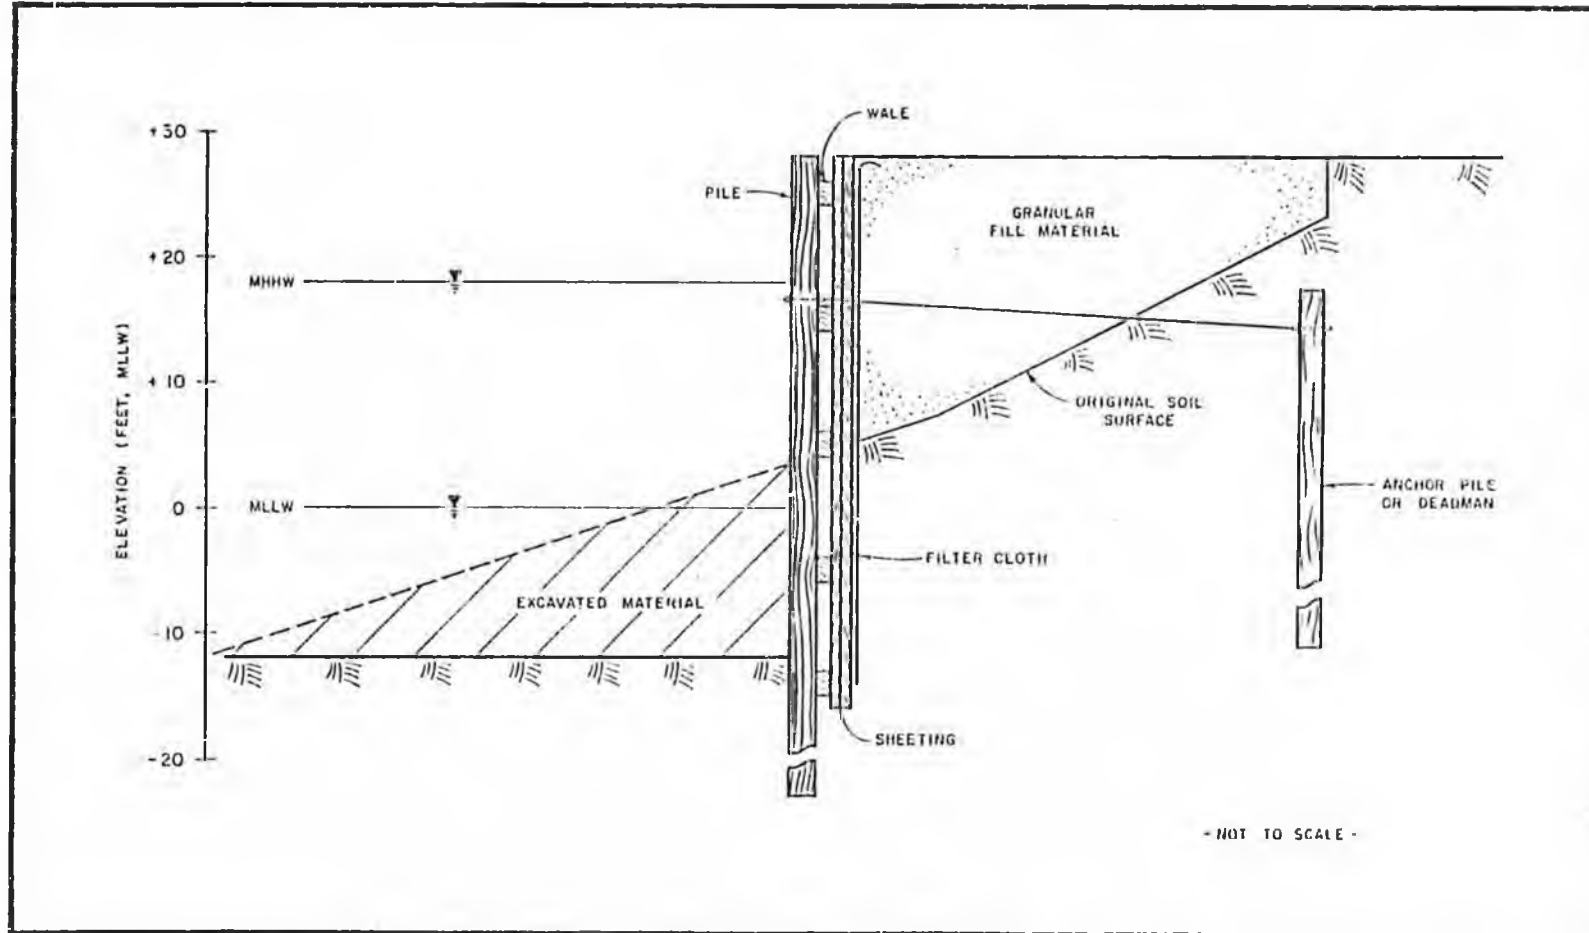 +30
WALE
PILE
GRANULAR
FILL MATERIAL
+20
MHHW
ELEVATION (FEET, MLLW)
+10
ORIGINAL SOIL
SURFACE
ANCHOR PILE
OR DEADMAN
0
MLLW
FILTER CLOTH
EXCAVATED MATERIAL
-10
SHEETING
-20
- NOT TO SCALE -